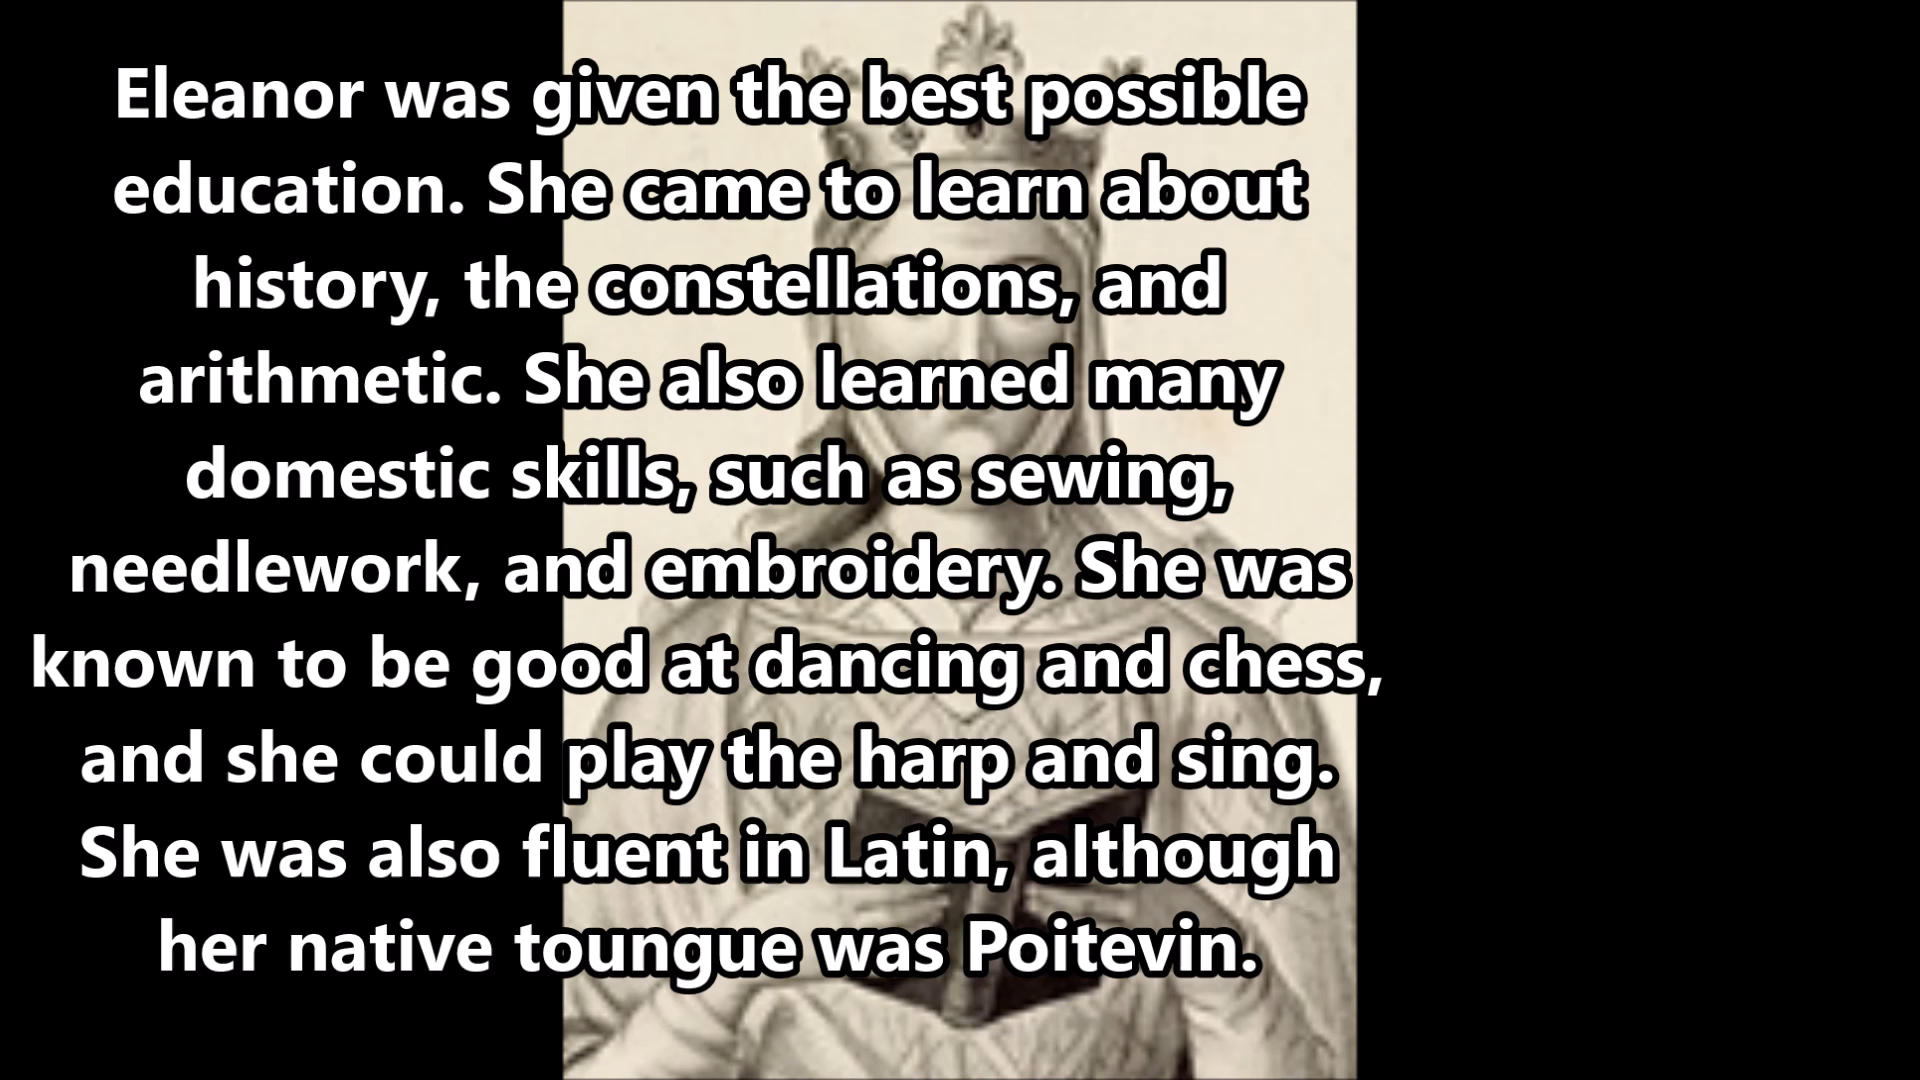 Eleanor was given the best possible
education. She came to learn about
history, the constellations, and
arithmetic. She also learned many
domestic skills, such as sewing,
needlework, and embroidery. She was
known to be good at dancing and chess,
and she could play the harp and sing.
She was also fluent in Latin, although
her native toungue was Poitevin.